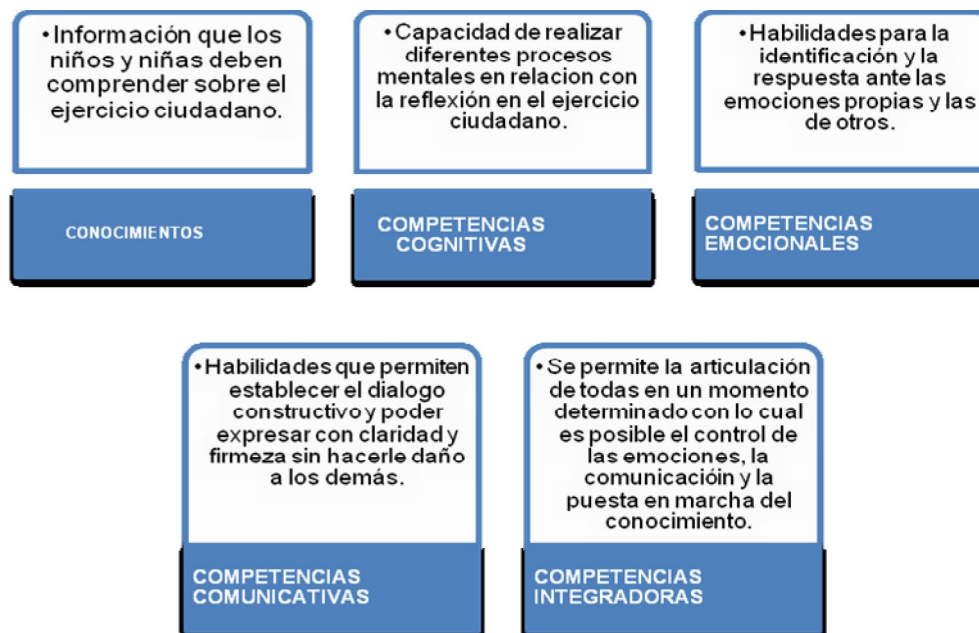 •Información que los
niños y niñas deben
comprender sobre el
ejercicio ciudadano.
CONOCIMIENTOS
•Capacidad de realizar
diferentes procesos
mentales en relacion con
la reflexión en el ejercicio
ciudadano.
COMPETENCIAS
COGNITIVAS
•Habilidades para la
identificación y la
respuesta ante las
emociones propias y las
de otros.
COMPETENCIAS
EMOCIONALES
•Habilidades que permiten
establecer el dialogo
constructivo y poder
expresar con claridad y
firmeza sin hacerle daño
a los demás.
COMPETENCIAS
COMUNICATIVAS
•Se permite la articulación
de todas en un momento
determinado con lo cual
es posible el control de
las emociones, la
comunicacióin y la
puesta en marcha del
conocimiento.
COMPETENCIAS
INTEGRADORAS